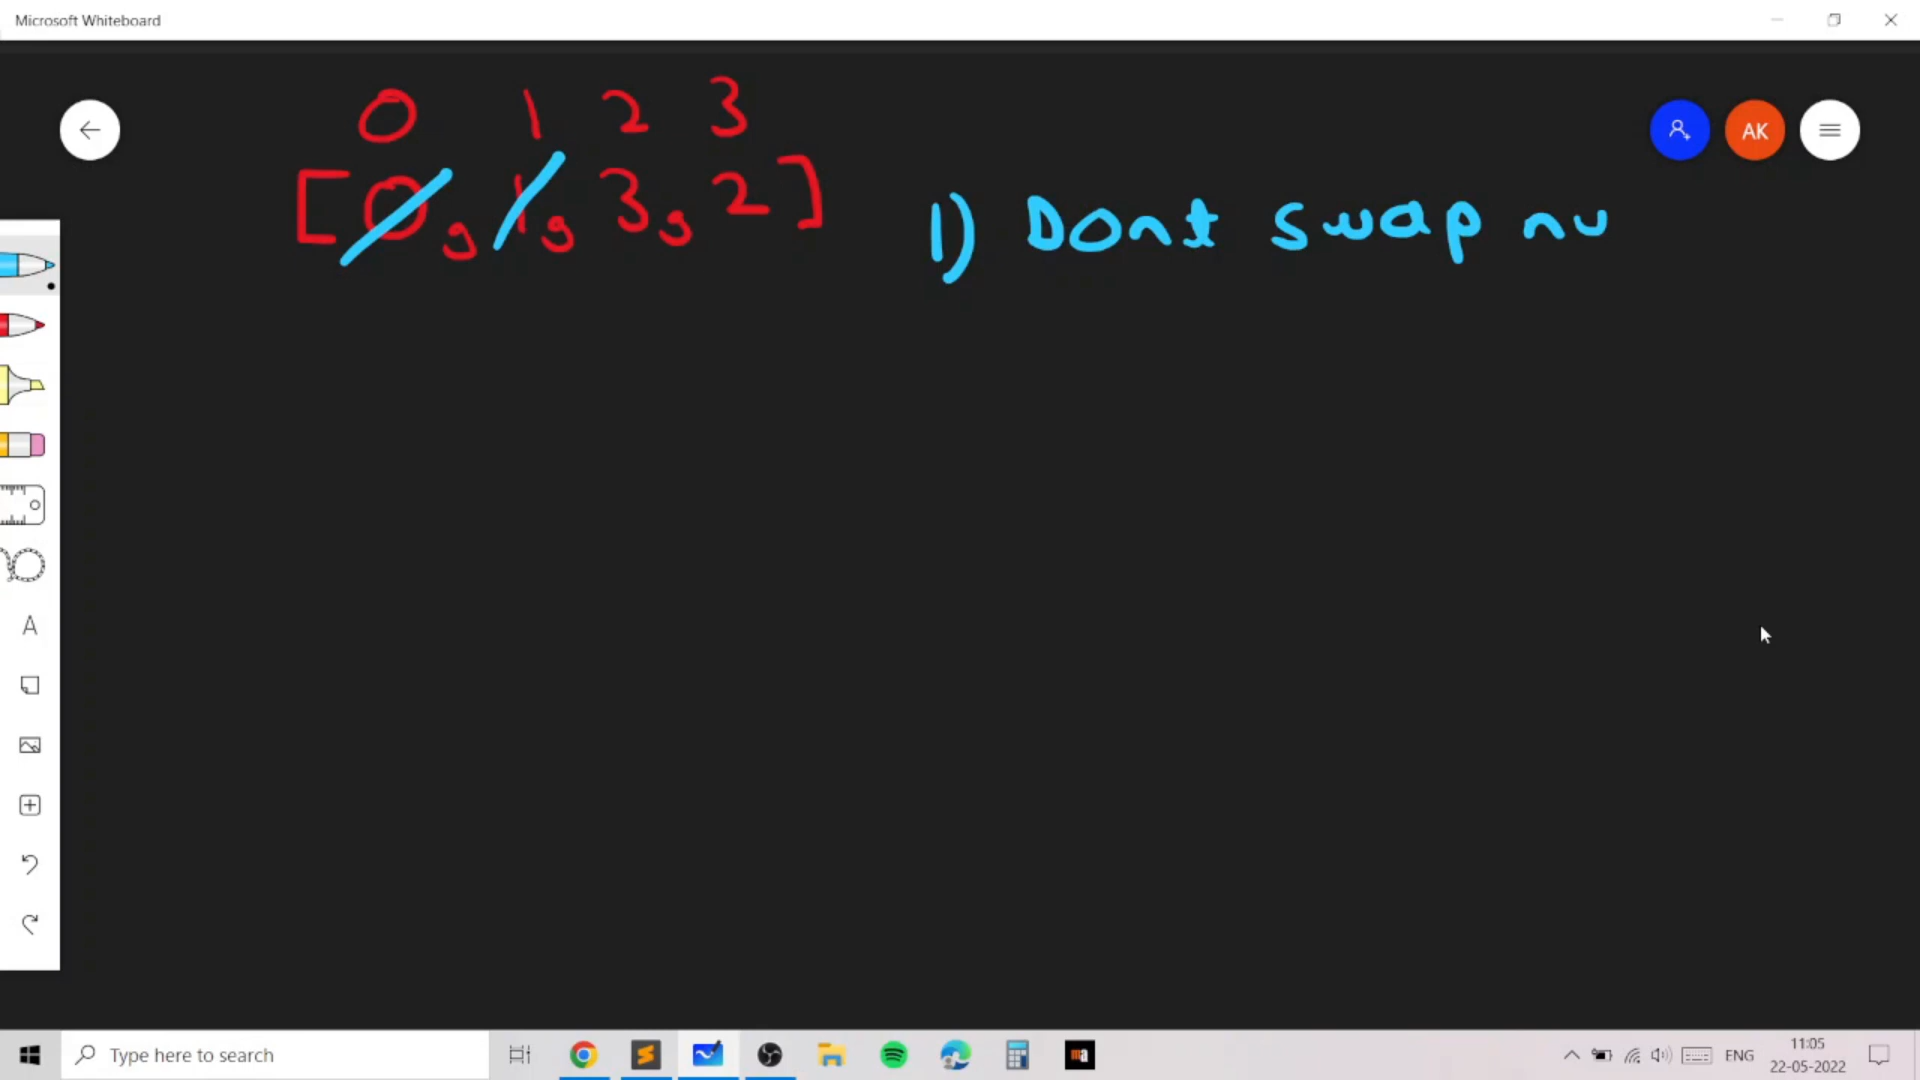 Microsoft Whiteboard
0 1 2 3
[0, 1, 3, 2]
1) Dont swap nu
AK
A
Type here to search
ma
ENG
11:05
22-05-2022